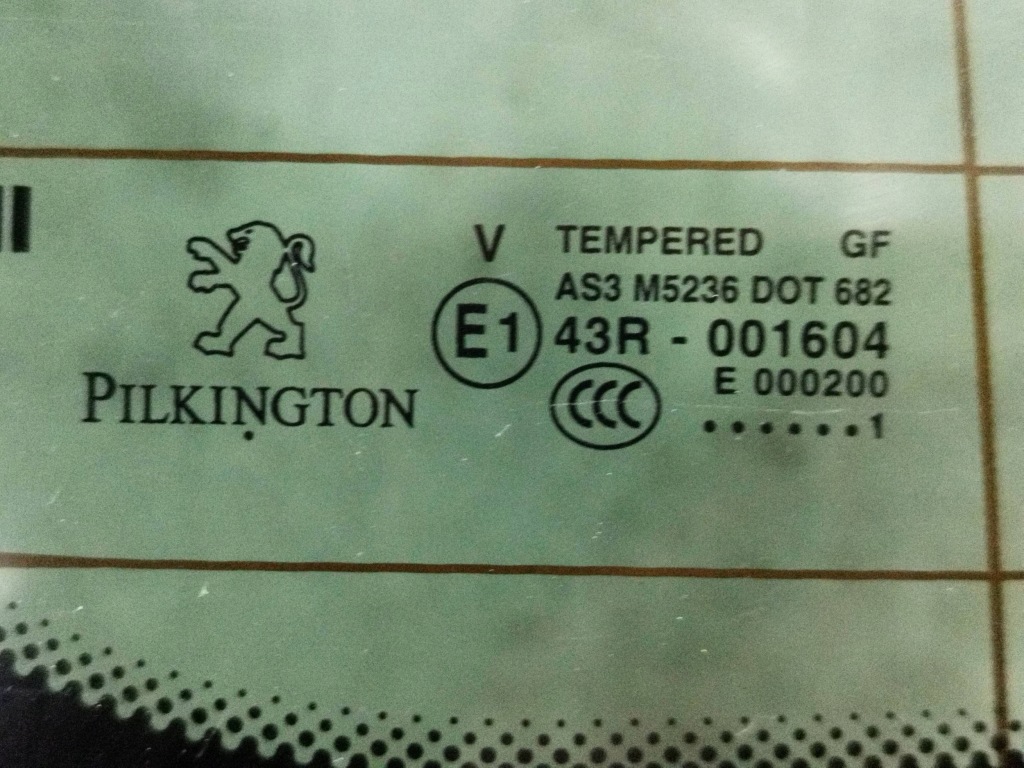 V TEMPERED GF
AS3 M5236 DOT 682
E1 43R - 001604
E 000200
CCC ······1
PILKINGTON